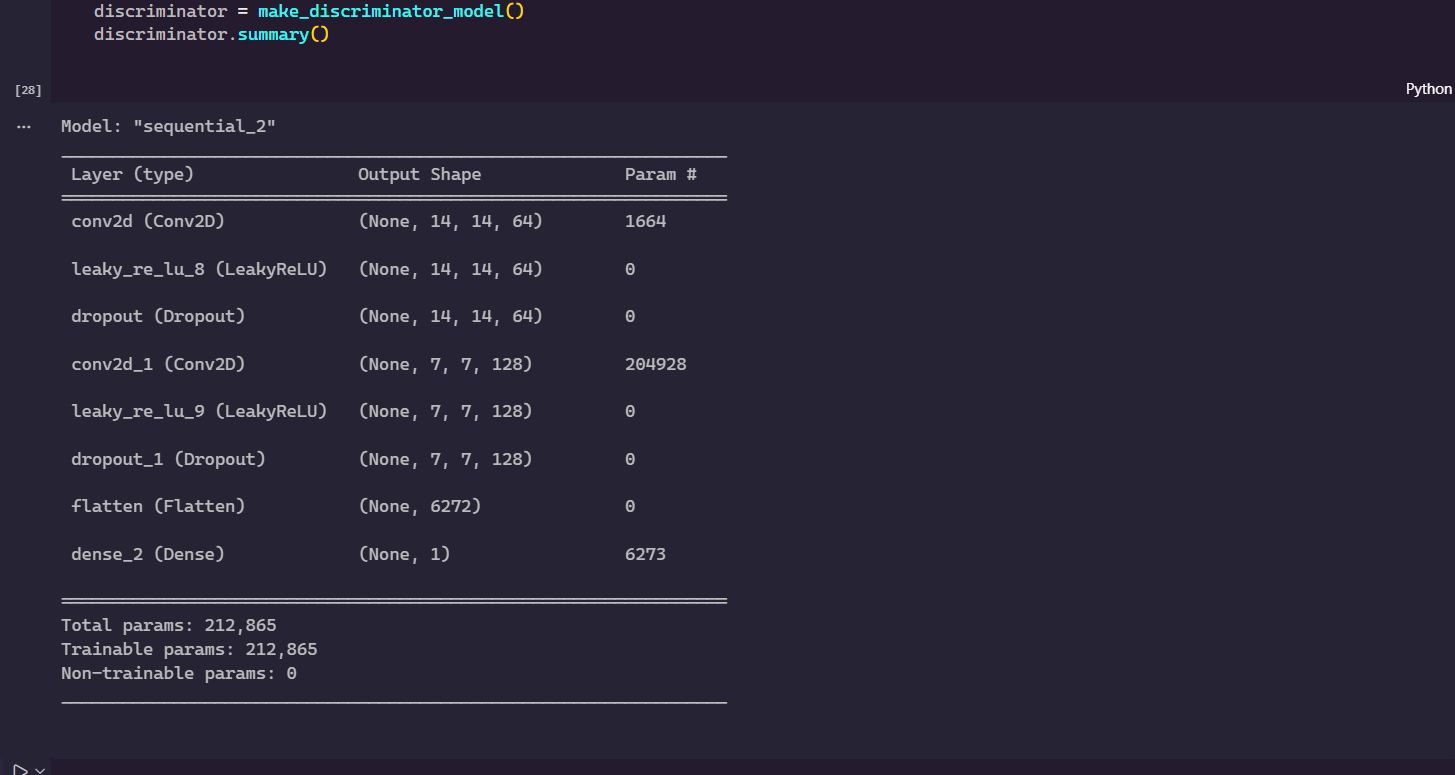 discriminator = make_discriminator_model()
discriminator.summary()
[28]
Python
... Model: "sequential_2"
Layer (type) Output Shape Param #
conv2d (Conv2D) (None, 14, 14, 64) 1664
leaky_re_lu_8 (LeakyReLU) (None, 14, 14, 64) 0
dropout (Dropout) (None, 14, 14, 64) 0
conv2d_1 (Conv2D) (None, 7, 7, 128) 204928
leaky_re_lu_9 (LeakyReLU) (None, 7, 7, 128) 0
dropout_1 (Dropout) (None, 7, 7, 128) 0
flatten (Flatten) (None, 6272) 0
dense_2 (Dense) (None, 1) 6273
Total params: 212,865
Trainable params: 212,865
Non-trainable params: 0